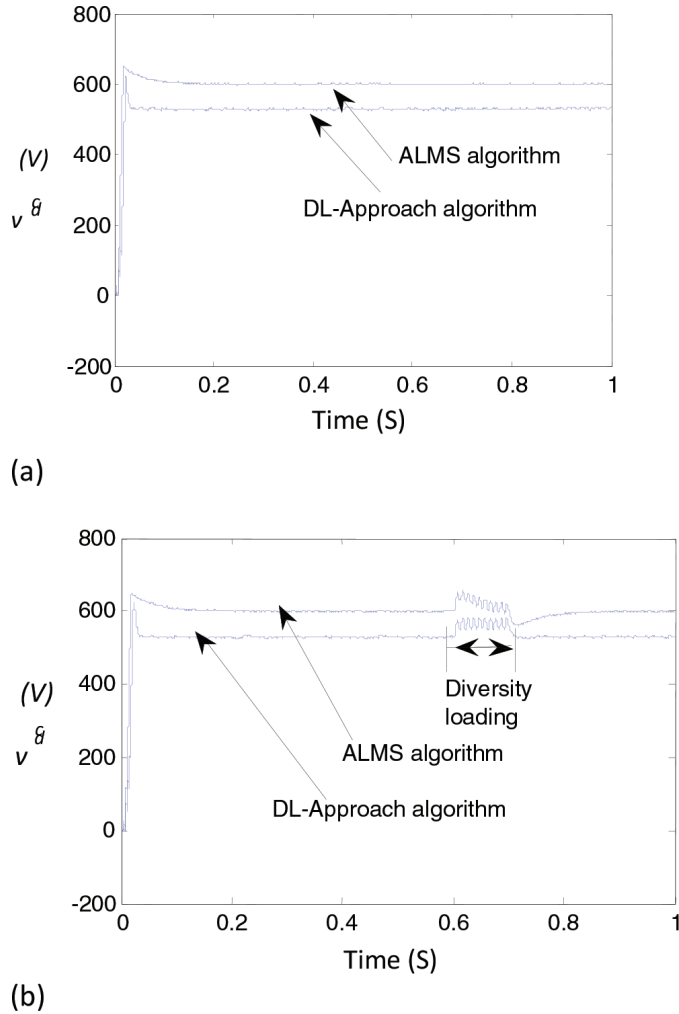 800
600
400
200
0
-200
(V)
v
ALMS algorithm
DL-Approach algorithm
0
0.2
0.4
0.6
0.8
1
Time (S)
(a)
800
600
400
200
0
-200
(V)
v
Diversity
loading
ALMS algorithm
DL-Approach algorithm
0
0.2
0.4
0.6
0.8
1
Time (S)
(b)